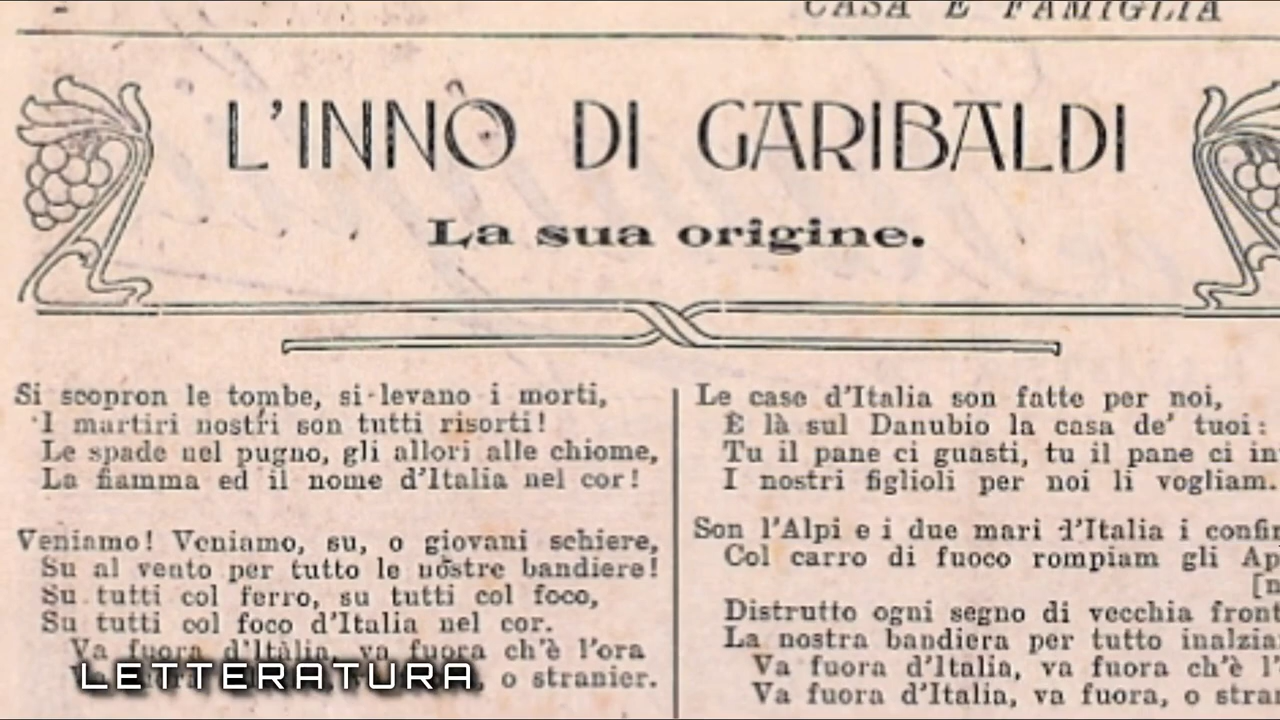 CASA E FAMIGLIA
L'INNO DI GARIBALDI
La sua origine.
Si scopron le tombe, si levano i morti,
I martiri nostri son tutti risorti!
Le spade nel pugno, gli allori alle chiome,
La fiamma ed il nome d'Italia nel cor!
Veniamo! Veniamo, su, o giovani schiere,
Su al vento per tutto le nostre bandiere!
Su tutti col ferro, su tutti col foco,
Su tutti col foco d'Italia nel cor.
Va fuora d'Italia, va fuora ch'è l'ora
o stranier.
Le case d'Italia son fatte per noi,
È là sul Danubio la casa de' tuoi:
Tu il pane ci guasti, tu il pane ci in
I nostri figlioli per noi li vogliam.
Son l'Alpi e i due mari d'Italia i confin
Col carro di fuoco rompiam gli Ap
[n
Distrutto ogni segno di vecchia front
La nostra bandiera per tutto inalzia
Va fuora d'Italia, va fuora ch'è l'
Va fuora d'Italia, va fuora, o stran
LETTERATURA